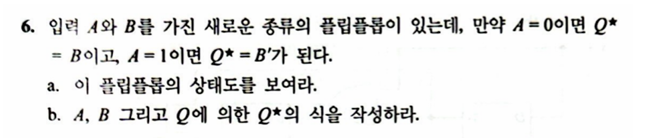 6. 입력 A와 B를 가진 새로운 종류의 플립플롭이 있는데, 만약 A = 0이면 Q★
= B이고, A = 1이면 Q★ = B'가 된다.
a. 이 플립플롭의 상태도를 보여라.
b. A, B 그리고 Q에 의한 Q★의 식을 작성하라.